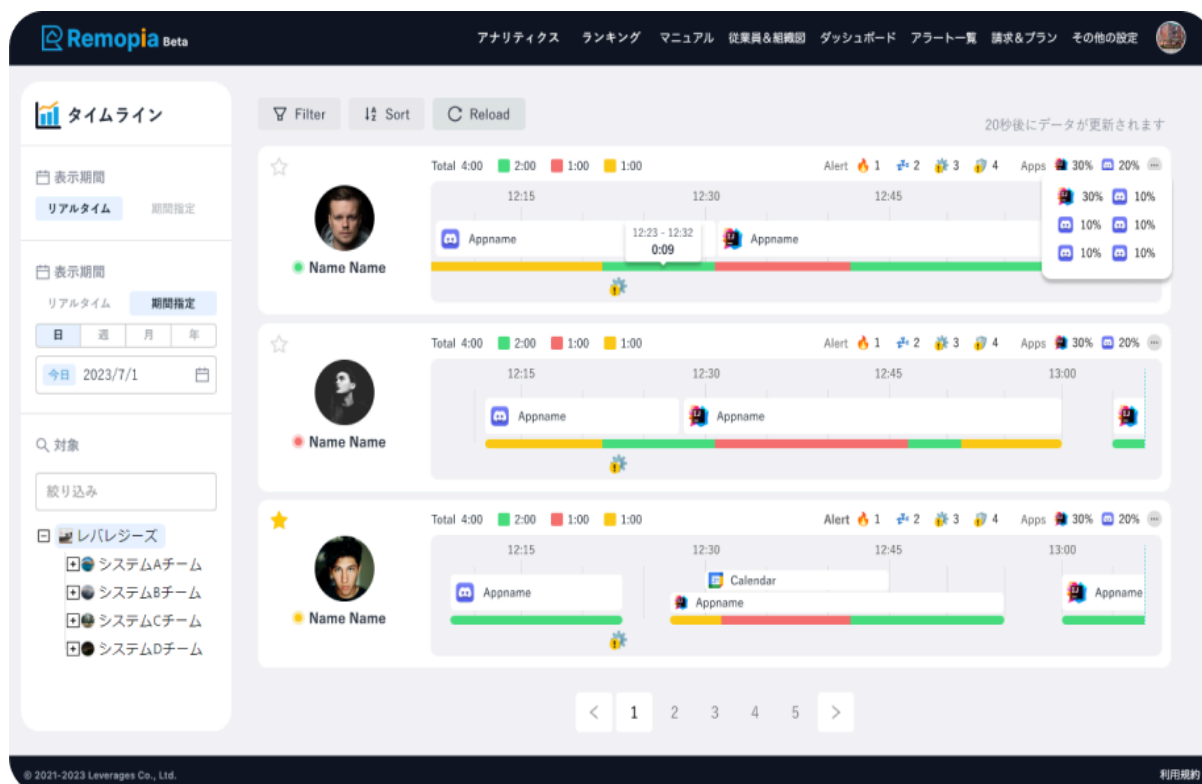 Remopia Beta
アナリティクス ランキング マニュアル 従業員&組織図 ダッシュボード アラート一覧 請求&プラン その他の設定
タイムライン
表示期間
リアルタイム 期間指定
表示期間
リアルタイム 期間指定
日 週 月 年
今日 2023/7/1
対象
絞り込み
レバレジーズ
システムAチーム
システムBチーム
システムCチーム
システムDチーム
Filter Sort Reload
20秒後にデータが更新されます
Total 4:00 2:00 1:00 1:00 Alert 1 2 3 4 Apps 30% 20%
12:15 12:30 12:45
30% 10%
10% 10%
10% 10%
Appname 12:23 - 12:32 Appname
0:09
Name Name
Total 4:00 2:00 1:00 1:00 Alert 1 2 3 4 Apps 30% 20%
12:15 12:30 12:45 13:00
Appname Appname
Name Name
Total 4:00 2:00 1:00 1:00 Alert 1 2 3 4 Apps 30% 20%
12:15 12:30 12:45 13:00
Calendar
Appname Appname Appname
Name Name
1 2 3 4 5
© 2021-2023 Leverages Co., Ltd. 利用規約